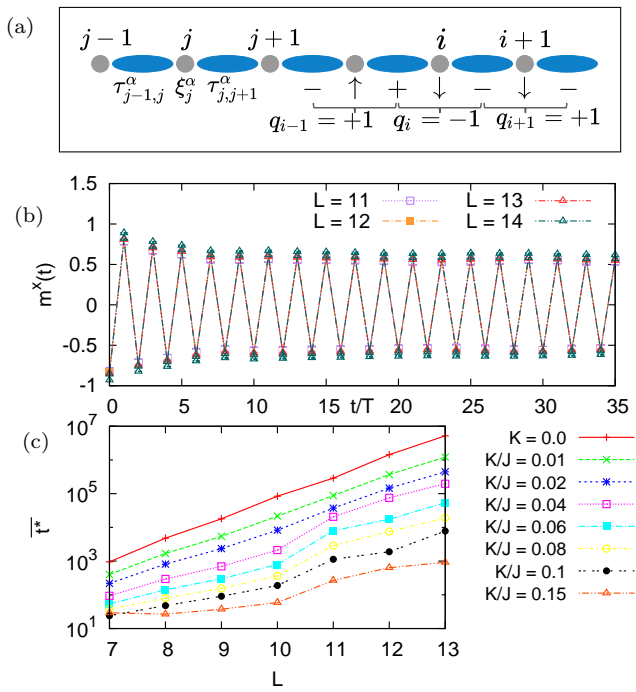 (a)
j − 1 j j + 1 i i + 1
τ^α_{j−1,j} ξ^α_j τ^α_{j,j+1} − ↑ + ↓ − ↓ −
q_{i−1} = +1 q_i = −1 q_{i+1} = +1
(b)
L = 11 L = 13
L = 12 L = 14
m^x(t)
1.5
1
0.5
0
-0.5
-1
0 5 10 15 t/T 20 25 30 35
(c)
10^7
10^5
10^3
10^1
t*
7 8 9 10 11 12 13
L
K = 0.0
K/J = 0.01
K/J = 0.02
K/J = 0.04
K/J = 0.06
K/J = 0.08
K/J = 0.1
K/J = 0.15